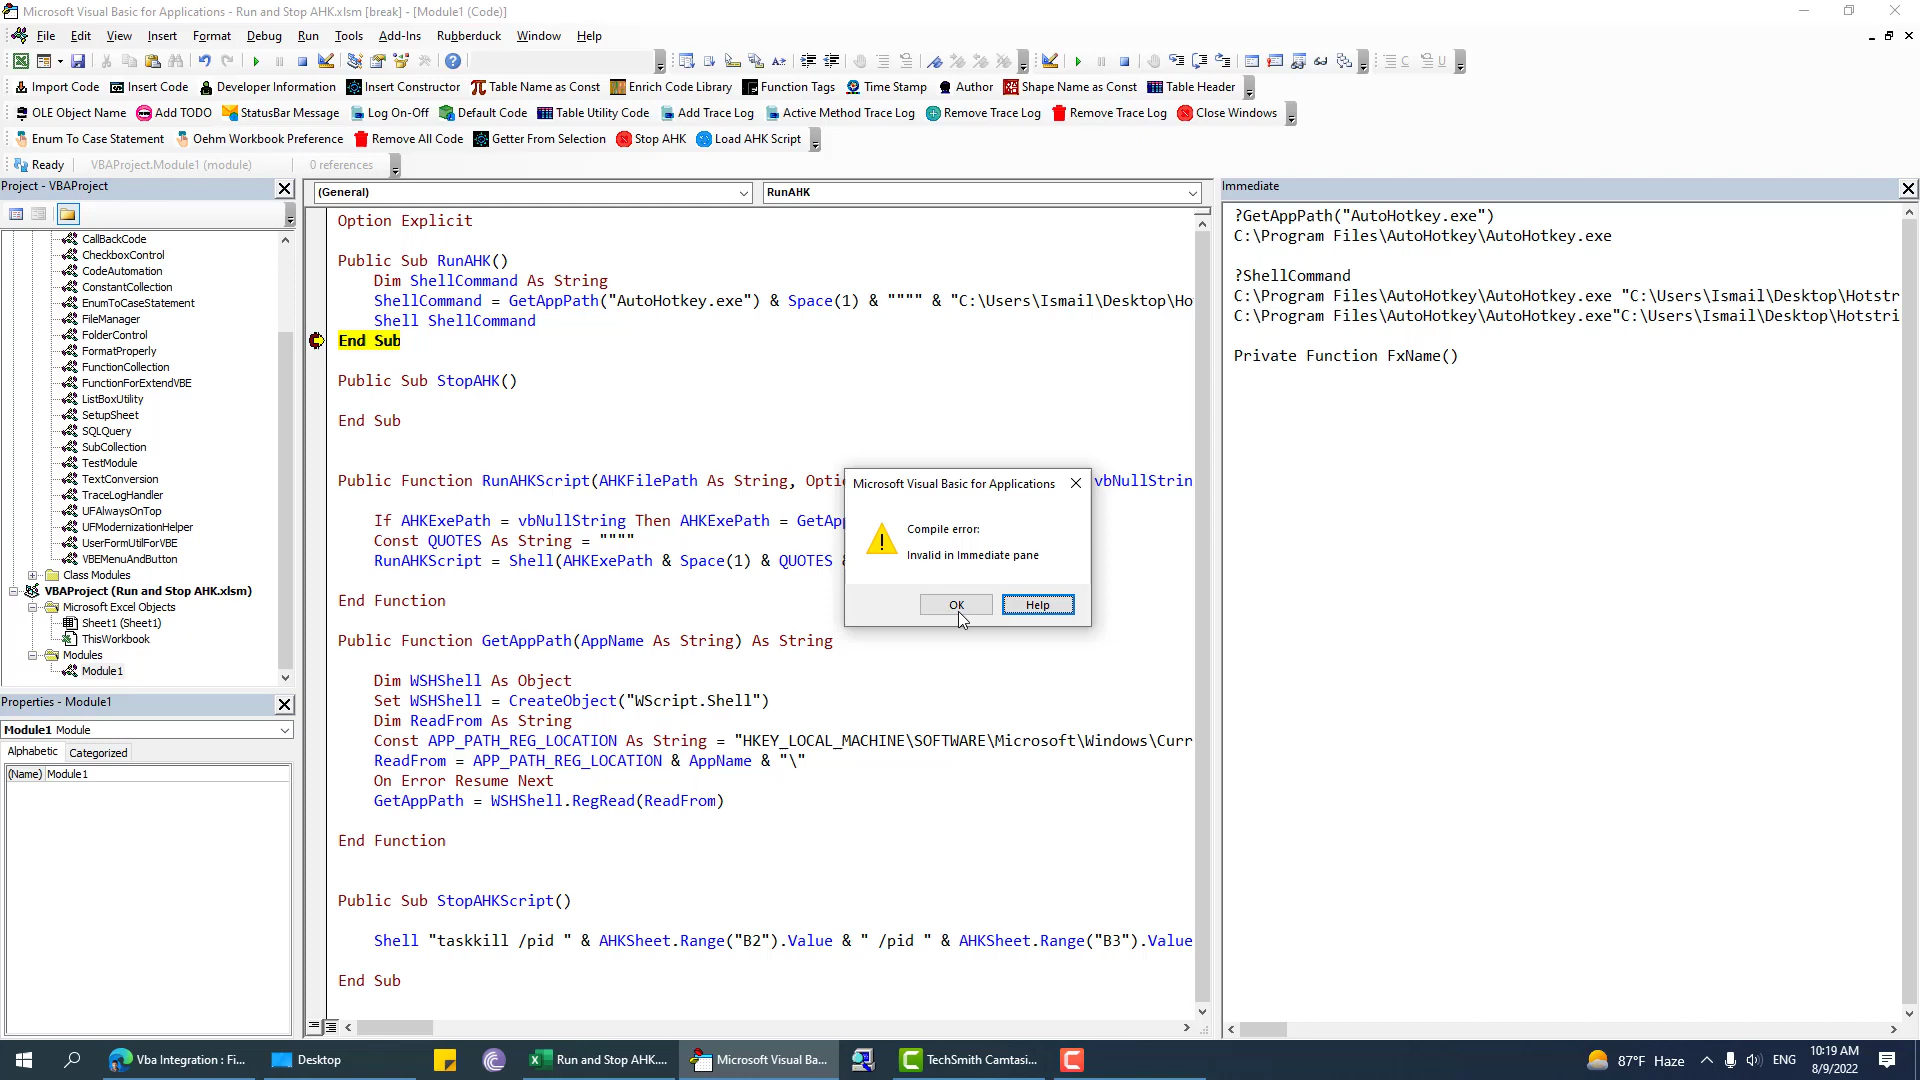 Microsoft Visual Basic for Applications - Run and Stop AHK.xlsm [break] - [Module1 (Code)]
File Edit View Insert Format Debug Run Tools Add-Ins Rubberduck Window Help
Import Code Insert Code Developer Information Insert Constructor Table Name as Const Enrich Code Library Function Tags Time Stamp Author Shape Name as Const Table Header
OLE Object Name Add TODO StatusBar Message Log On-Off Default Code Table Utility Code Add Trace Log Active Method Trace Log Remove Trace Log Remove Trace Log Close Windows
Enum To Case Statement Oehm Workbook Preference Remove All Code Getter From Selection Stop AHK Load AHK Script
Ready VBAProject.Module1 (module) 0 references
Project - VBAProject
CallBackCode
CheckboxControl
CodeAutomation
ConstantCollection
EnumToCaseStatement
FileManager
FolderControl
FormatProperly
FunctionCollection
FunctionForExtendVBE
ListBoxUtility
SetupSheet
SQLQuery
SubCollection
TestModule
TextConversion
TraceLogHandler
UFAlwaysOnTop
UFModernizationHelper
UserFormUtilForVBE
VBEMenuAndButton
Class Modules
VBAProject (Run and Stop AHK.xlsm)
Microsoft Excel Objects
Sheet1 (Sheet1)
ThisWorkbook
Modules
Module1
Properties - Module1
Module1 Module
Alphabetic Categorized
(Name) Module1
(General) RunAHK
Option Explicit
Public Sub RunAHK()
Dim ShellCommand As String
ShellCommand = GetAppPath("AutoHotkey.exe") & Space(1) & """" & "C:\Users\Ismail\Desktop\Ho
Shell ShellCommand
End Sub
Public Sub StopAHK()
End Sub
Public Function RunAHKScript(AHKFilePath As String, Optio vbNullStrin
If AHKExePath = vbNullString Then AHKExePath = GetAp
Const QUOTES As String = """"
RunAHKScript = Shell(AHKExePath & Space(1) & QUOTES &
End Function
Public Function GetAppPath(AppName As String) As String
Dim WSHShell As Object
Set WSHShell = CreateObject("WScript.Shell")
Dim ReadFrom As String
Const APP_PATH_REG_LOCATION As String = "HKEY_LOCAL_MACHINE\SOFTWARE\Microsoft\Windows\Curr
ReadFrom = APP_PATH_REG_LOCATION & AppName & "\"
On Error Resume Next
GetAppPath = WSHShell.RegRead(ReadFrom)
End Function
Public Sub StopAHKScript()
Shell "taskkill /pid " & AHKSheet.Range("B2").Value & " /pid " & AHKSheet.Range("B3").Value
End Sub
Microsoft Visual Basic for Applications
Compile error:
Invalid in Immediate pane
OK Help
Immediate
?GetAppPath("AutoHotkey.exe")
C:\Program Files\AutoHotkey\AutoHotkey.exe
?ShellCommand
C:\Program Files\AutoHotkey\AutoHotkey.exe "C:\Users\Ismail\Desktop\Hotstr
C:\Program Files\AutoHotkey\AutoHotkey.exe"C:\Users\Ismail\Desktop\Hotstri
Private Function FxName()
Vba Integration : Fi... Desktop Run and Stop AHK.... Microsoft Visual Ba... TechSmith Camtasi... 87°F Haze ENG 10:19 AM
8/9/2022